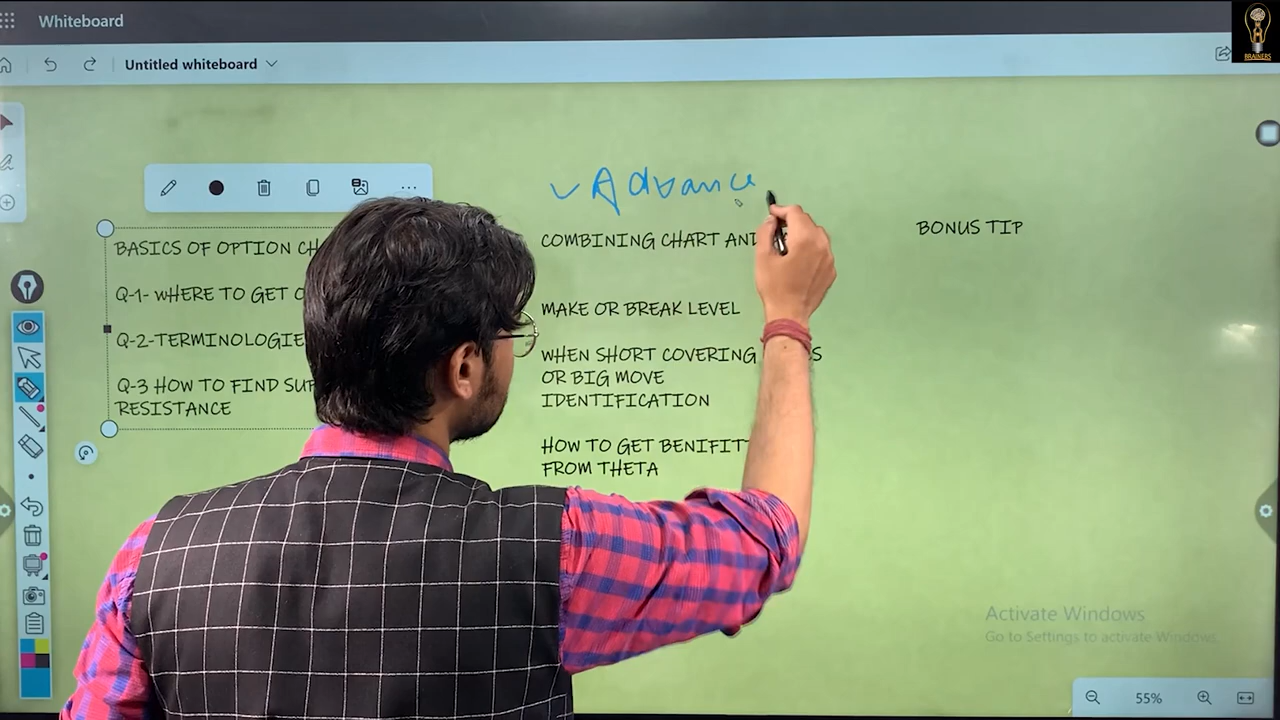 Whiteboard
BRAINERS
Untitled whiteboard
Advance
BASICS OF OPTION
COMBINING CHART AND
BONUS TIP
Q-1- WHERE TO GET
MAKE OR BREAK LEVEL
Q-2-TERMINOLOGIE
WHEN SHORT COVERING
OR BIG MOVE
IDENTIFICATION
Q-3 HOW TO FIND
RESISTANCE
HOW TO GET BENIFIT
FROM THETA
Activate Windows
Go to Settings to activate Windows.
55%